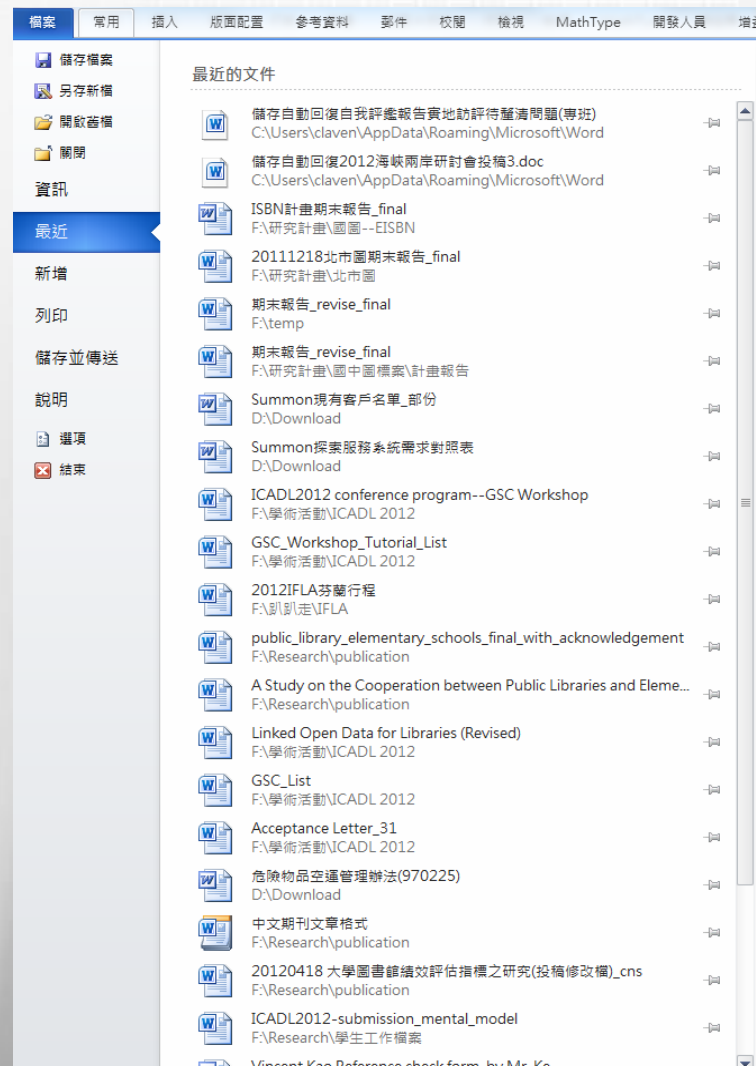 檔案 常用 插入 版面配置 參考資料 郵件 校閱 檢視 MathType 開發人員
儲存檔案
另存新檔
開啟舊檔
關閉
資訊
最近
新增
列印
儲存並傳送
說明
選項
結束
最近的文件
儲存自動回復自我評鑑報告實地訪評待釐清問題(專班)
C:\Users\claven\AppData\Roaming\Microsoft\Word
儲存自動回復2012海峽兩岸研討會投稿3.doc
C:\Users\claven\AppData\Roaming\Microsoft\Word
ISBN計畫期末報告_final
F:\研究計畫\國圖--EISBN
20111218北市圖期末報告_final
F:\研究計畫\北市圖
期末報告_revise_final
F:\temp
期末報告_revise_final
F:\研究計畫\國中圖標案\計畫報告
Summon現有客戶名單_部份
D:\Download
Summon探索服務系統需求對照表
D:\Download
ICADL2012 conference program--GSC Workshop
F:\學術活動\ICADL 2012
GSC_Workshop_Tutorial_List
F:\學術活動\ICADL 2012
2012IFLA芬蘭行程
F:\趴趴走\IFLA
public_library_elementary_schools_final_with_acknowledgement
F:\Research\publication
A Study on the Cooperation between Public Libraries and Eleme...
F:\Research\publication
Linked Open Data for Libraries (Revised)
F:\學術活動\ICADL 2012
GSC_List
F:\學術活動\ICADL 2012
Acceptance Letter_31
F:\學術活動\ICADL 2012
危險物品空運管理辦法(970225)
D:\Download
中文期刊文章格式
F:\Research\publication
20120418 大學圖書館績效評估指標之研究(投稿修改檔)_cns
F:\Research\publication
ICADL2012-submission_mental_model
F:\Research\學生工作檔案
Vincent Kao Reference check form, by Mr. Ko